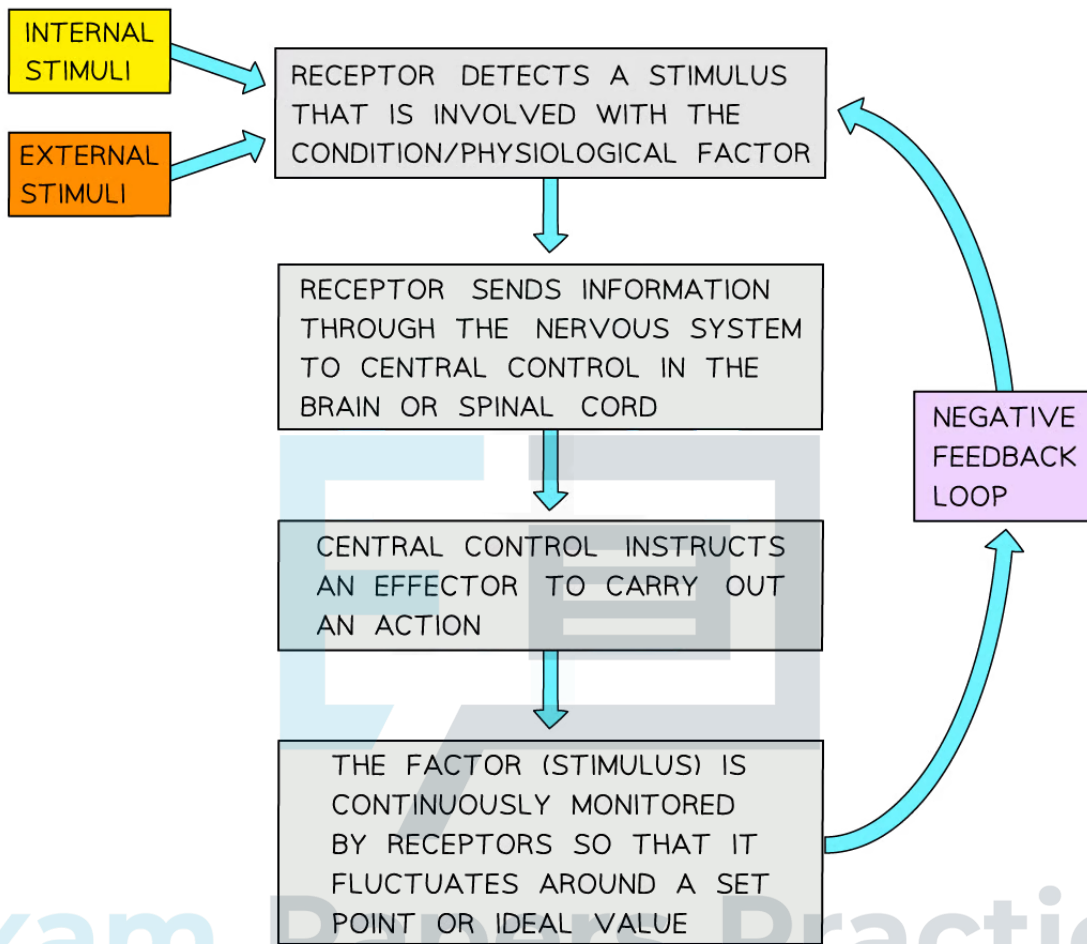 INTERNAL
STIMULI
RECEPTOR DETECTS A STIMULUS
THAT IS INVOLVED WITH THE
CONDITION/PHYSIOLOGICAL FACTOR
EXTERNAL
STIMULI
RECEPTOR SENDS INFORMATION
THROUGH THE NERVOUS SYSTEM
TO CENTRAL CONTROL IN THE
BRAIN OR SPINAL CORD
NEGATIVE
FEEDBACK
LOOP
CENTRAL CONTROL INSTRUCTS
AN EFFECTOR TO CARRY OUT
AN ACTION
THE FACTOR (STIMULUS) IS
CONTINUOUSLY MONITORED
BY RECEPTORS SO THAT IT
FLUCTUATES AROUND A SET
POINT OR IDEAL VALUE